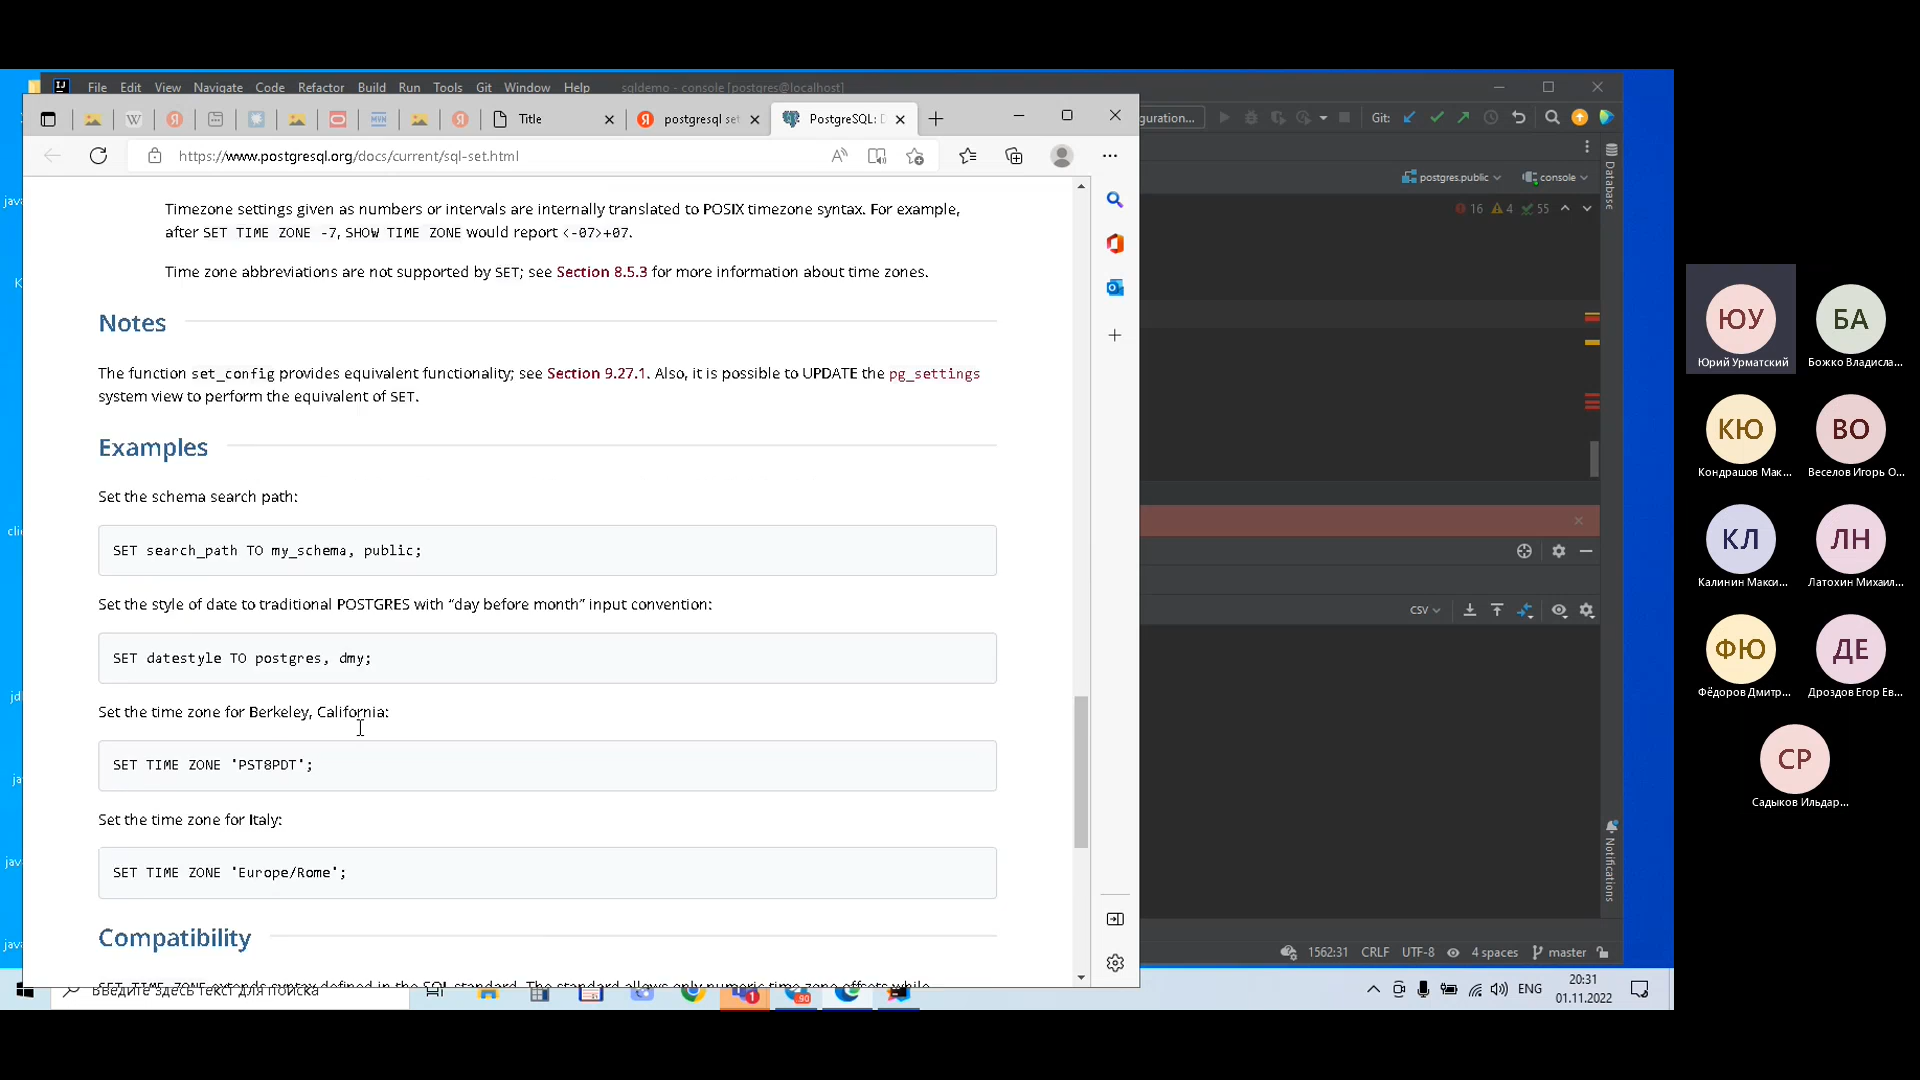 File Edit View Navigate Code Refactor Build Run Tools Git Window Help sqldemo - console [postgres@localhost]
Title
postgresql set
PostgreSQL: D
guration...
Git:
https://www.postgresql.org/docs/current/sql-set.html
postgres.public
console
Database
16 4 55
Timezone settings given as numbers or intervals are internally translated to POSIX timezone syntax. For example,
after SET TIME ZONE -7, SHOW TIME ZONE would report <-07>+07.
Time zone abbreviations are not supported by SET; see Section 8.5.3 for more information about time zones.
Notes
The function set_config provides equivalent functionality; see Section 9.27.1. Also, it is possible to UPDATE the pg_settings
system view to perform the equivalent of SET.
Examples
Set the schema search path:
SET search_path TO my_schema, public;
Set the style of date to traditional POSTGRES with “day before month” input convention:
SET datestyle TO postgres, dmy;
Set the time zone for Berkeley, California:
SET TIME ZONE 'PST8PDT';
Set the time zone for Italy:
SET TIME ZONE 'Europe/Rome';
Compatibility
java
K
java
clie
jd
ja
java
java
CSV
Notifications
1562:31 CRLF UTF-8 4 spaces master
Введите здесь текст для поиска
1
90
ENG
20:31
01.11.2022
ЮУ
Юрий Урматский
БА
Божко Владисла...
КЮ
Кондрашов Мак...
ВО
Веселов Игорь О...
КЛ
Калинин Макси...
ЛН
Латохин Михаил...
ФЮ
Фёдоров Дмитр...
ДЕ
Дроздов Егор Ев...
СР
Садыков Ильдар...